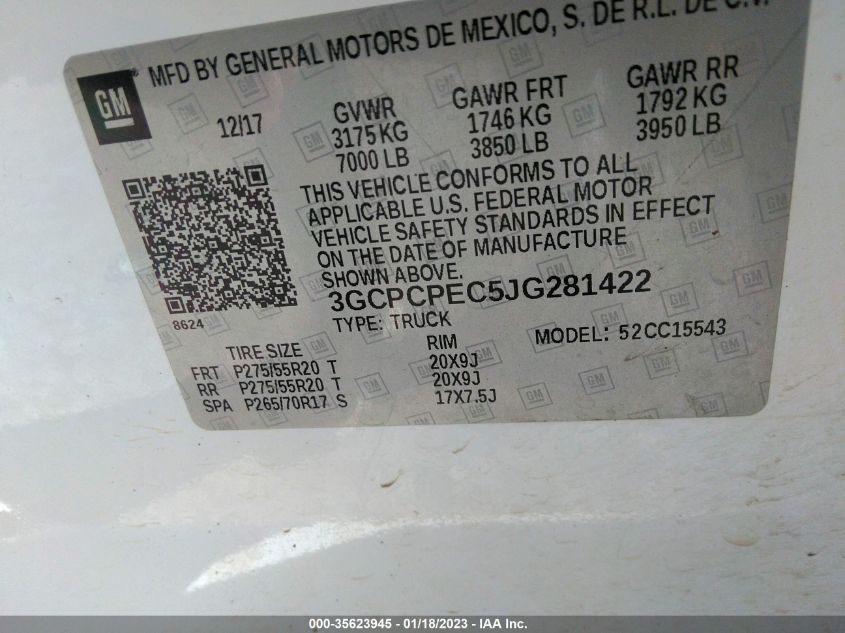 MFD BY GENERAL MOTORS DE MEXICO, S. DE R.L. DE C.V.
GM
12/17
GVWR GAWR FRT GAWR RR
3175 KG 1746 KG 1792 KG
7000 LB 3850 LB 3950 LB
THIS VEHICLE CONFORMS TO ALL
APPLICABLE U.S. FEDERAL MOTOR
VEHICLE SAFETY STANDARDS IN EFFECT
ON THE DATE OF MANUFACTURE
SHOWN ABOVE.
3GCPCPEC5JG281422
8624
TYPE: TRUCK MODEL: 52CC15543
TIRE SIZE RIM
FRT P275/55R20 T 20X9J
RR P275/55R20 T 20X9J
SPA P265/70R17 S 17X7.5J
000-35623945 - 01/18/2023 - IAA Inc.